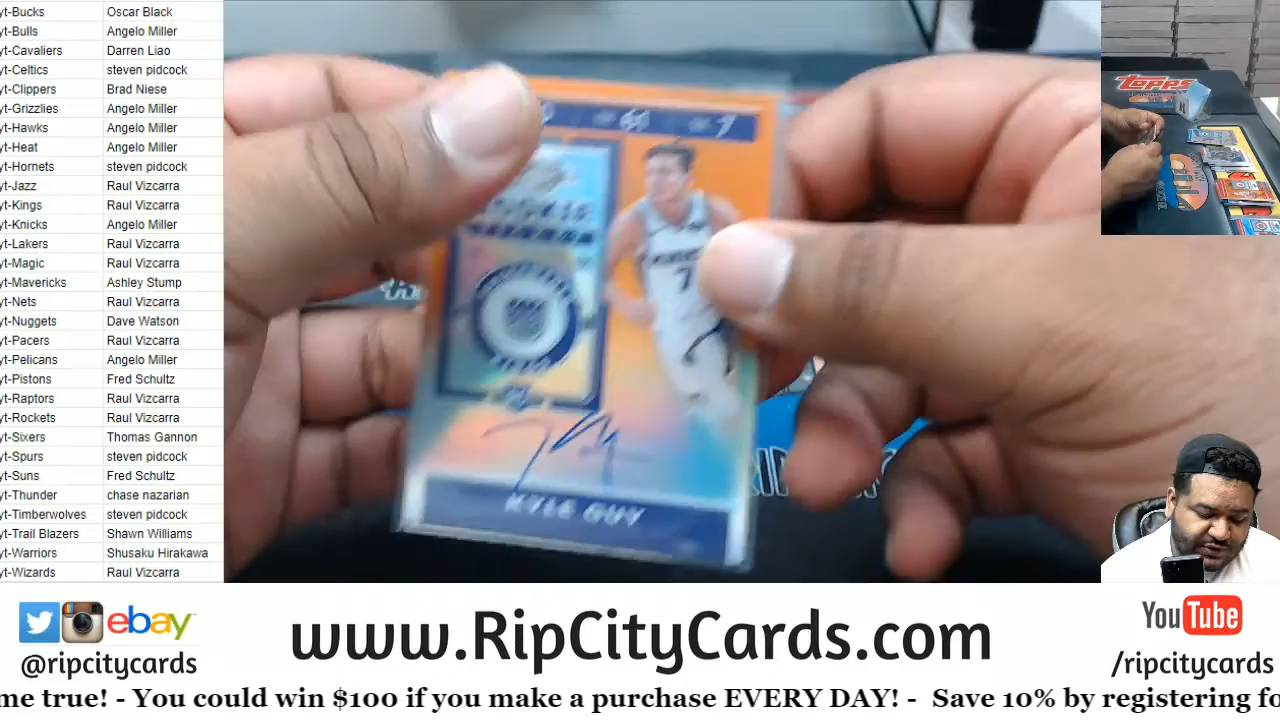 yt-Bucks Oscar Black
yt-Bulls Angelo Miller
yt-Cavaliers Darren Liao
yt-Celtics steven pidcock
yt-Clippers Brad Niese
yt-Grizzlies Angelo Miller
yt-Hawks Angelo Miller
yt-Heat Angelo Miller
yt-Hornets steven pidcock
yt-Jazz Raul Vizcarra
yt-Kings Raul Vizcarra
yt-Knicks Angelo Miller
yt-Lakers Raul Vizcarra
yt-Magic Raul Vizcarra
yt-Mavericks Ashley Stump
yt-Nets Raul Vizcarra
yt-Nuggets Dave Watson
yt-Pacers Raul Vizcarra
yt-Pelicans Angelo Miller
yt-Pistons Fred Schultz
yt-Raptors Raul Vizcarra
yt-Rockets Raul Vizcarra
yt-Sixers Thomas Gannon
yt-Spurs steven pidcock
yt-Suns Fred Schultz
yt-Thunder chase nazarian
yt-Timberwolves steven pidcock
yt-Trail Blazers Shawn Williams
yt-Warriors Shusaku Hirakawa
yt-Wizards Raul Vizcarra
7
KYLE GUY
Topps
ebay
@ripcitycards
www.RipCityCards.com
YouTube
/ripcitycards
me true! - You could win $100 if you make a purchase EVERY DAY! - Save 10% by registering fo